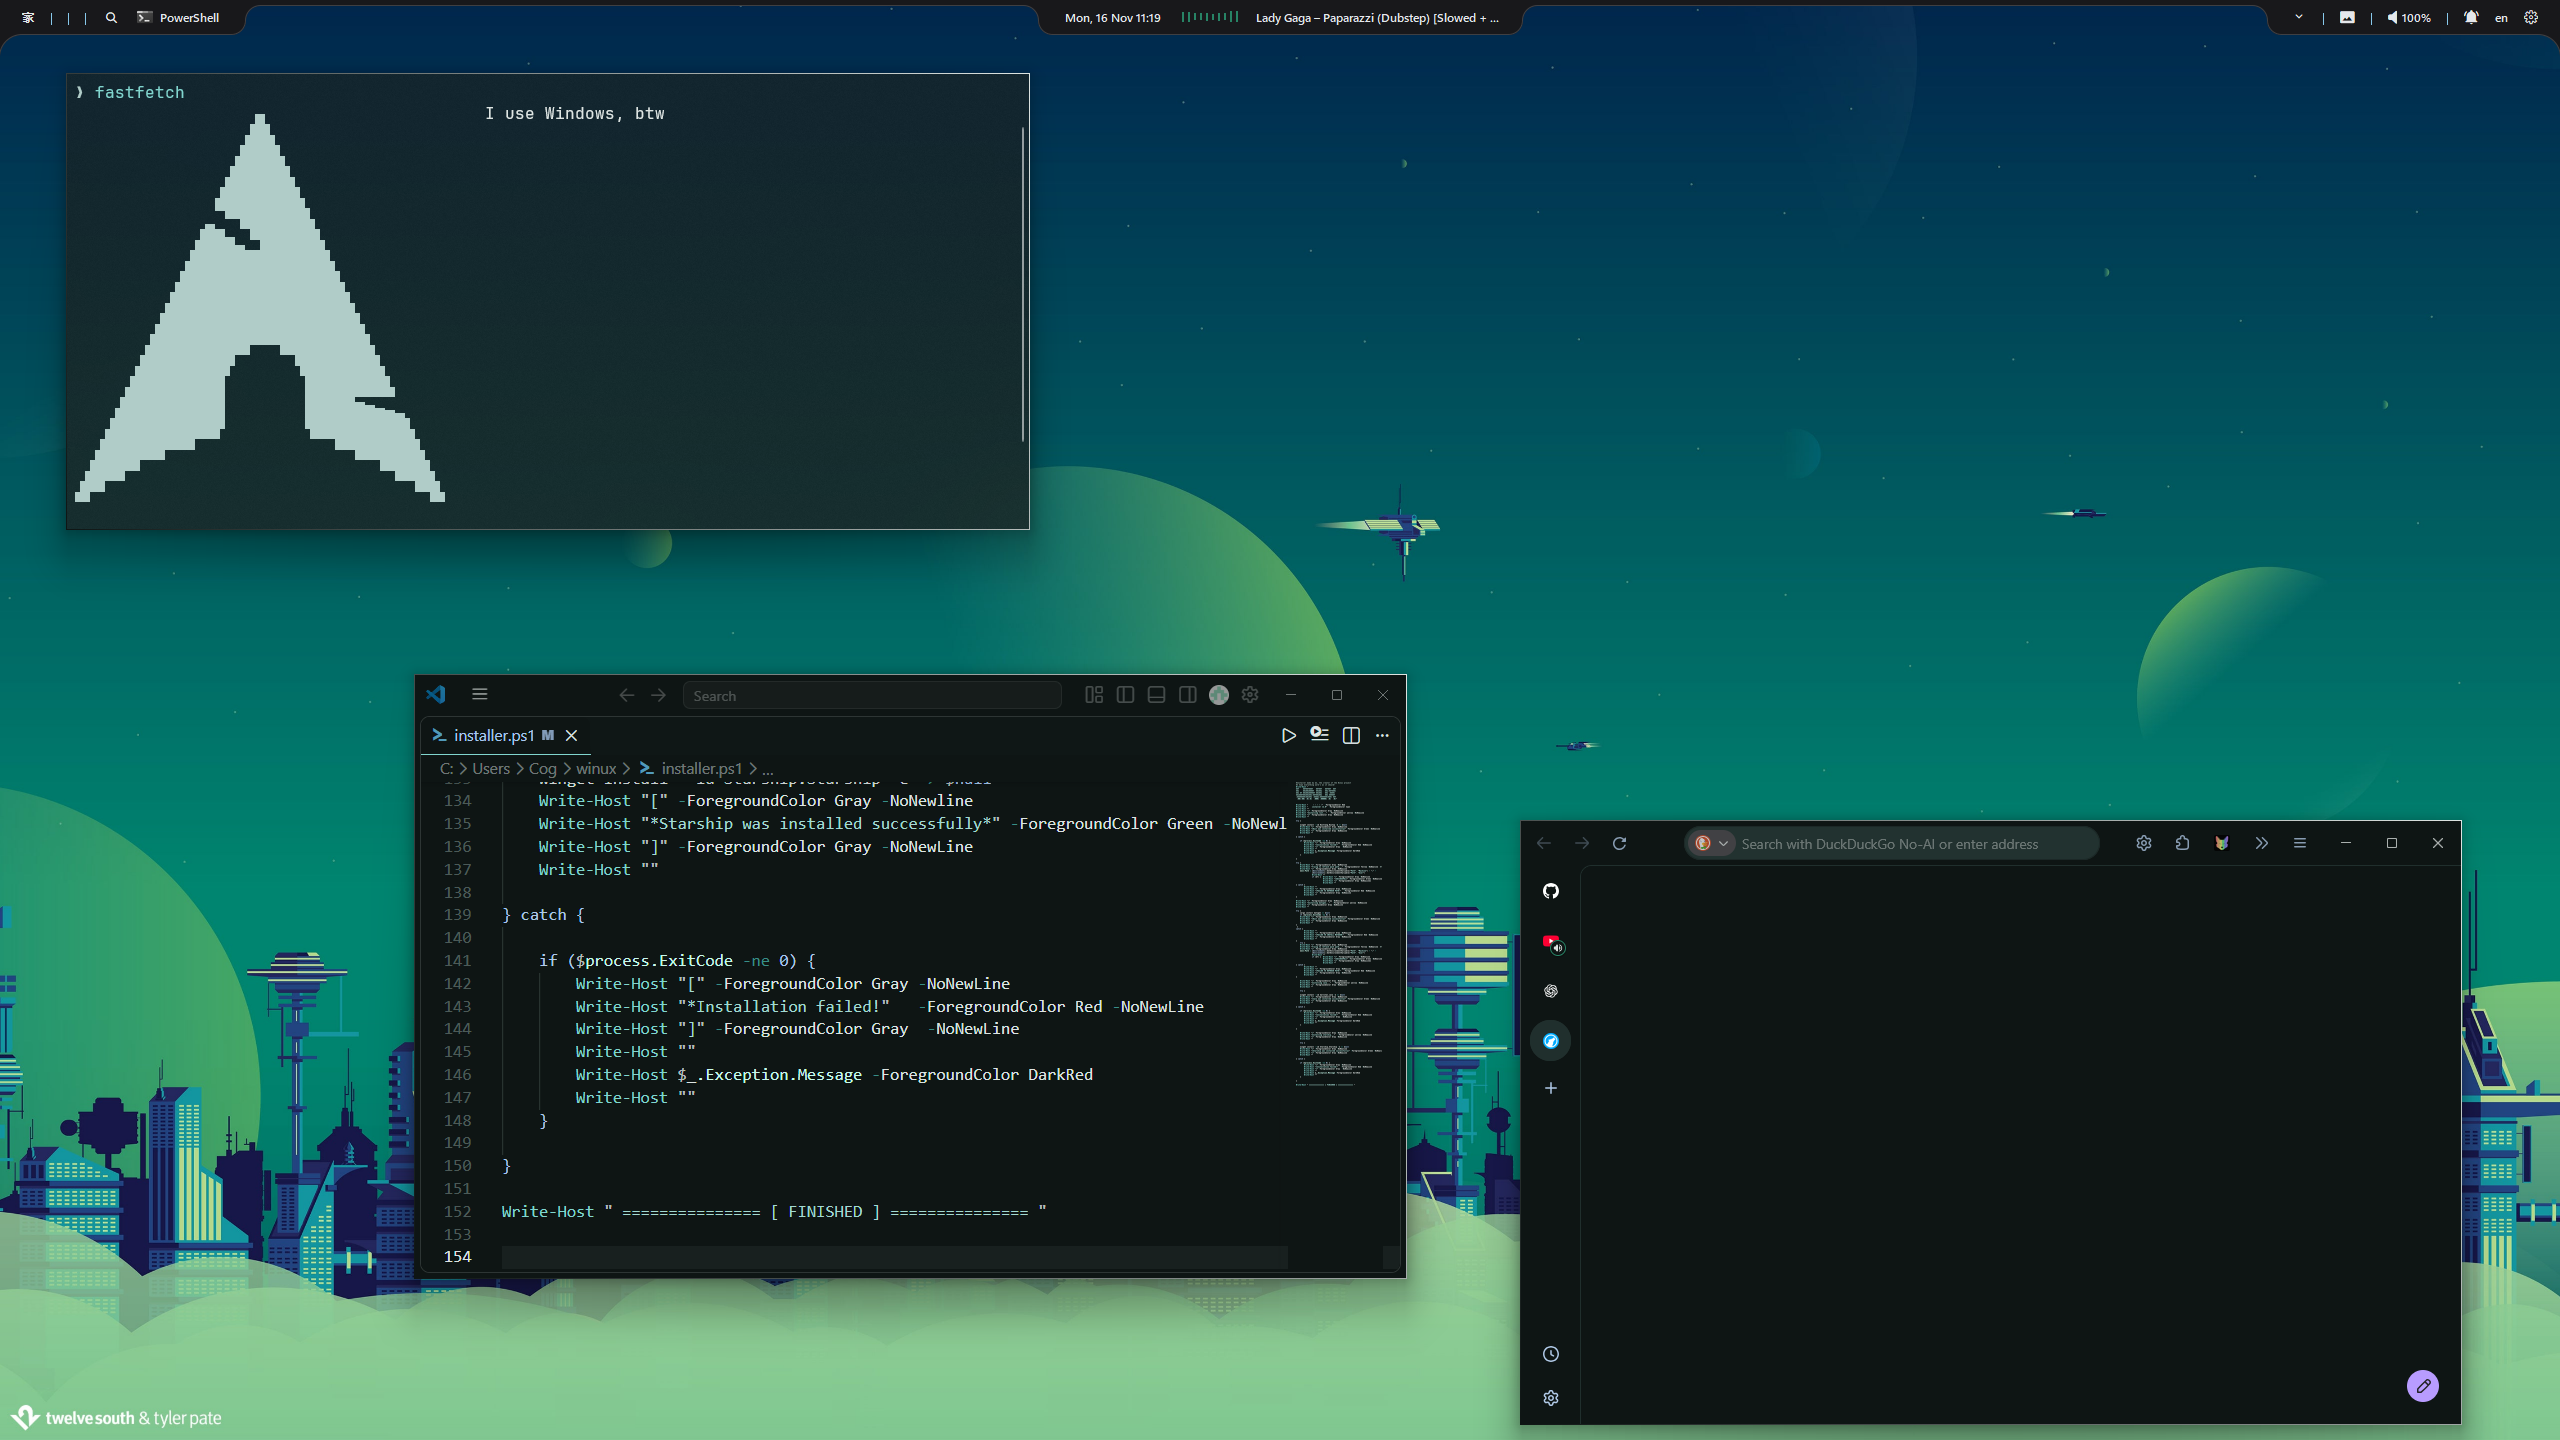 家 | | | PowerShell
Mon, 16 Nov 11:19 Lady Gaga – Paparazzi (Dubstep) [Slowed + ...
| | 100% | en
❱ fastfetch
I use Windows, btw
Search
installer.ps1 M
C: > Users > Cog > winux > installer.ps1 > ...
134 Write-Host "[" -ForegroundColor Gray -NoNewline
135 Write-Host "*Starship was installed successfully*" -ForegroundColor Green -NoNewl
136 Write-Host "]" -ForegroundColor Gray -NoNewLine
137 Write-Host ""
138
139 } catch {
140
141 if ($process.ExitCode -ne 0) {
142 Write-Host "[" -ForegroundColor Gray -NoNewLine
143 Write-Host "*Installation failed!"   -ForegroundColor Red -NoNewLine
144 Write-Host "]" -ForegroundColor Gray  -NoNewLine
145 Write-Host ""
146 Write-Host $_.Exception.Message -ForegroundColor DarkRed
147 Write-Host ""
148 }
149
150 }
151
152 Write-Host " =============== [ FINISHED ] =============== "
153
154
Search with DuckDuckGo No-AI or enter address
twelve south & tyler pate